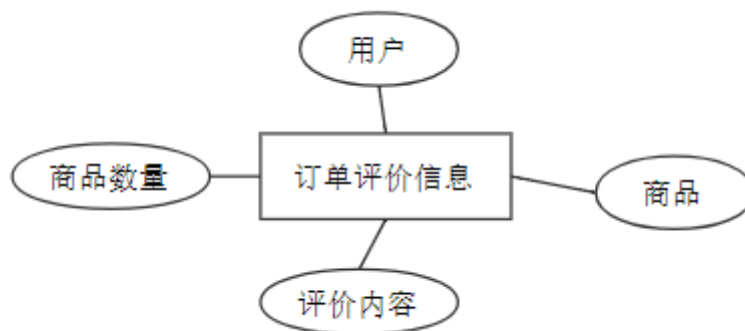 用户
商品数量
订单评价信息
商品
评价内容